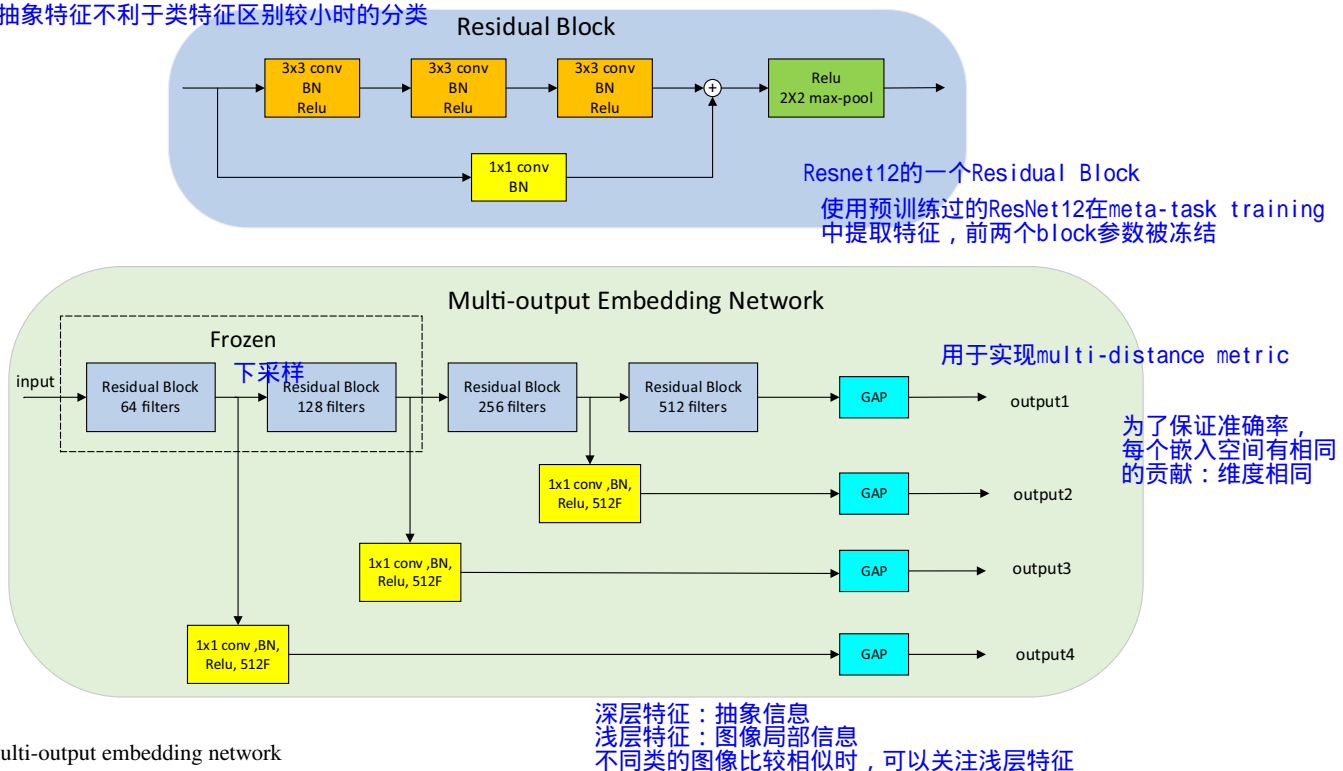 抽象特征不利于类特征区别较小时的分类
Residual Block
3x3 conv
BN
Relu
3x3 conv
BN
Relu
3x3 conv
BN
Relu
+
Relu
2X2 max-pool
1x1 conv
BN
Resnet12的一个Residual Block
使用预训练过的ResNet12在meta-task training
中提取特征，前两个block参数被冻结
Multi-output Embedding Network
Frozen
下采样
用于实现multi-distance metric
input
Residual Block
64 filters
Residual Block
128 filters
Residual Block
256 filters
Residual Block
512 filters
GAP
output1
为了保证准确率，
每个嵌入空间有相同
的贡献：维度相同
1x1 conv ,BN,
Relu, 512F
GAP
output2
1x1 conv ,BN,
Relu, 512F
GAP
output3
1x1 conv ,BN,
Relu, 512F
GAP
output4
深层特征：抽象信息
浅层特征：图像局部信息
不同类的图像比较相似时，可以关注浅层特征
ulti-output embedding network